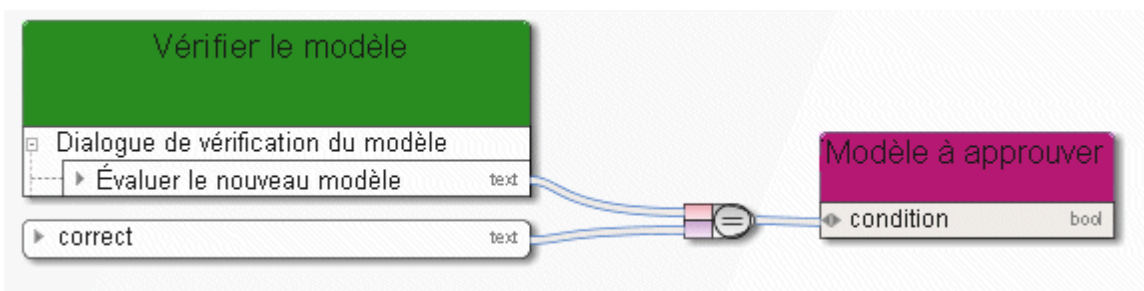 Vérifier le modèle
Dialogue de vérification du modèle
Évaluer le nouveau modèle text
correct text
=
Modèle à approuver
condition bool